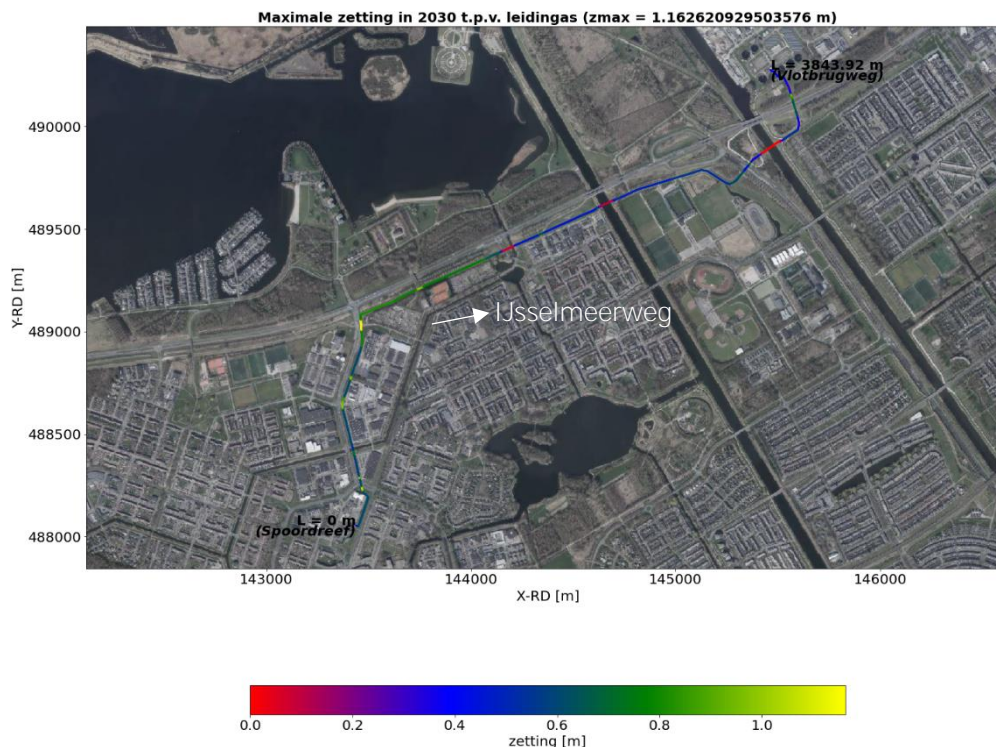 Maximale zetting in 2030 t.p.v. leidingas (zmax = 1.162620929503576 m)
L = 3843.92 m
(Vlotbrugweg)
490000
489500
Y-RD [m]
IJsselmeerweg
489000
488500
L = 0 m
(Spoordreef)
488000
143000 144000 145000 146000
X-RD [m]
0.0 0.2 0.4 0.6 0.8 1.0
zetting [m]